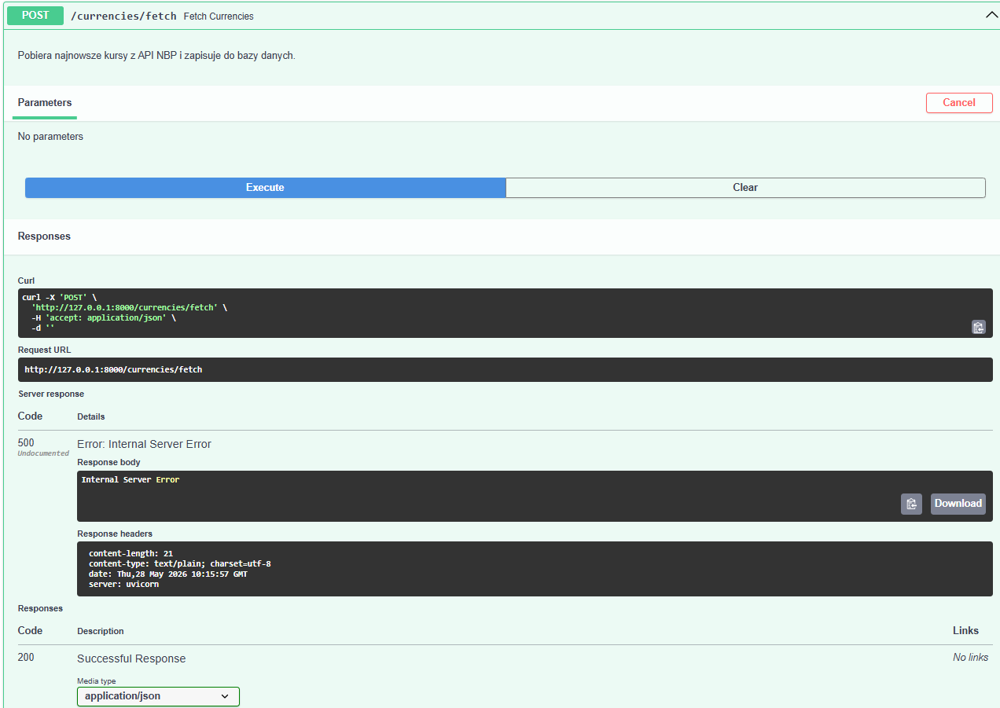 POST /currencies/fetch Fetch Currencies
Pobiera najnowsze kursy z API NBP i zapisuje do bazy danych.
Parameters Cancel
No parameters
Execute Clear
Responses
Curl
curl -X 'POST' \
'http://127.0.0.1:8000/currencies/fetch' \
-H 'accept: application/json' \
-d ''
Request URL
http://127.0.0.1:8000/currencies/fetch
Server response
Code Details
500 Error: Internal Server Error
Undocumented
Response body
Internal Server Error
Download
Response headers
content-length: 21
content-type: text/plain; charset=utf-8
date: Thu,28 May 2026 10:15:57 GMT
server: uvicorn
Responses
Code Description Links
200 Successful Response No links
Media type
application/json